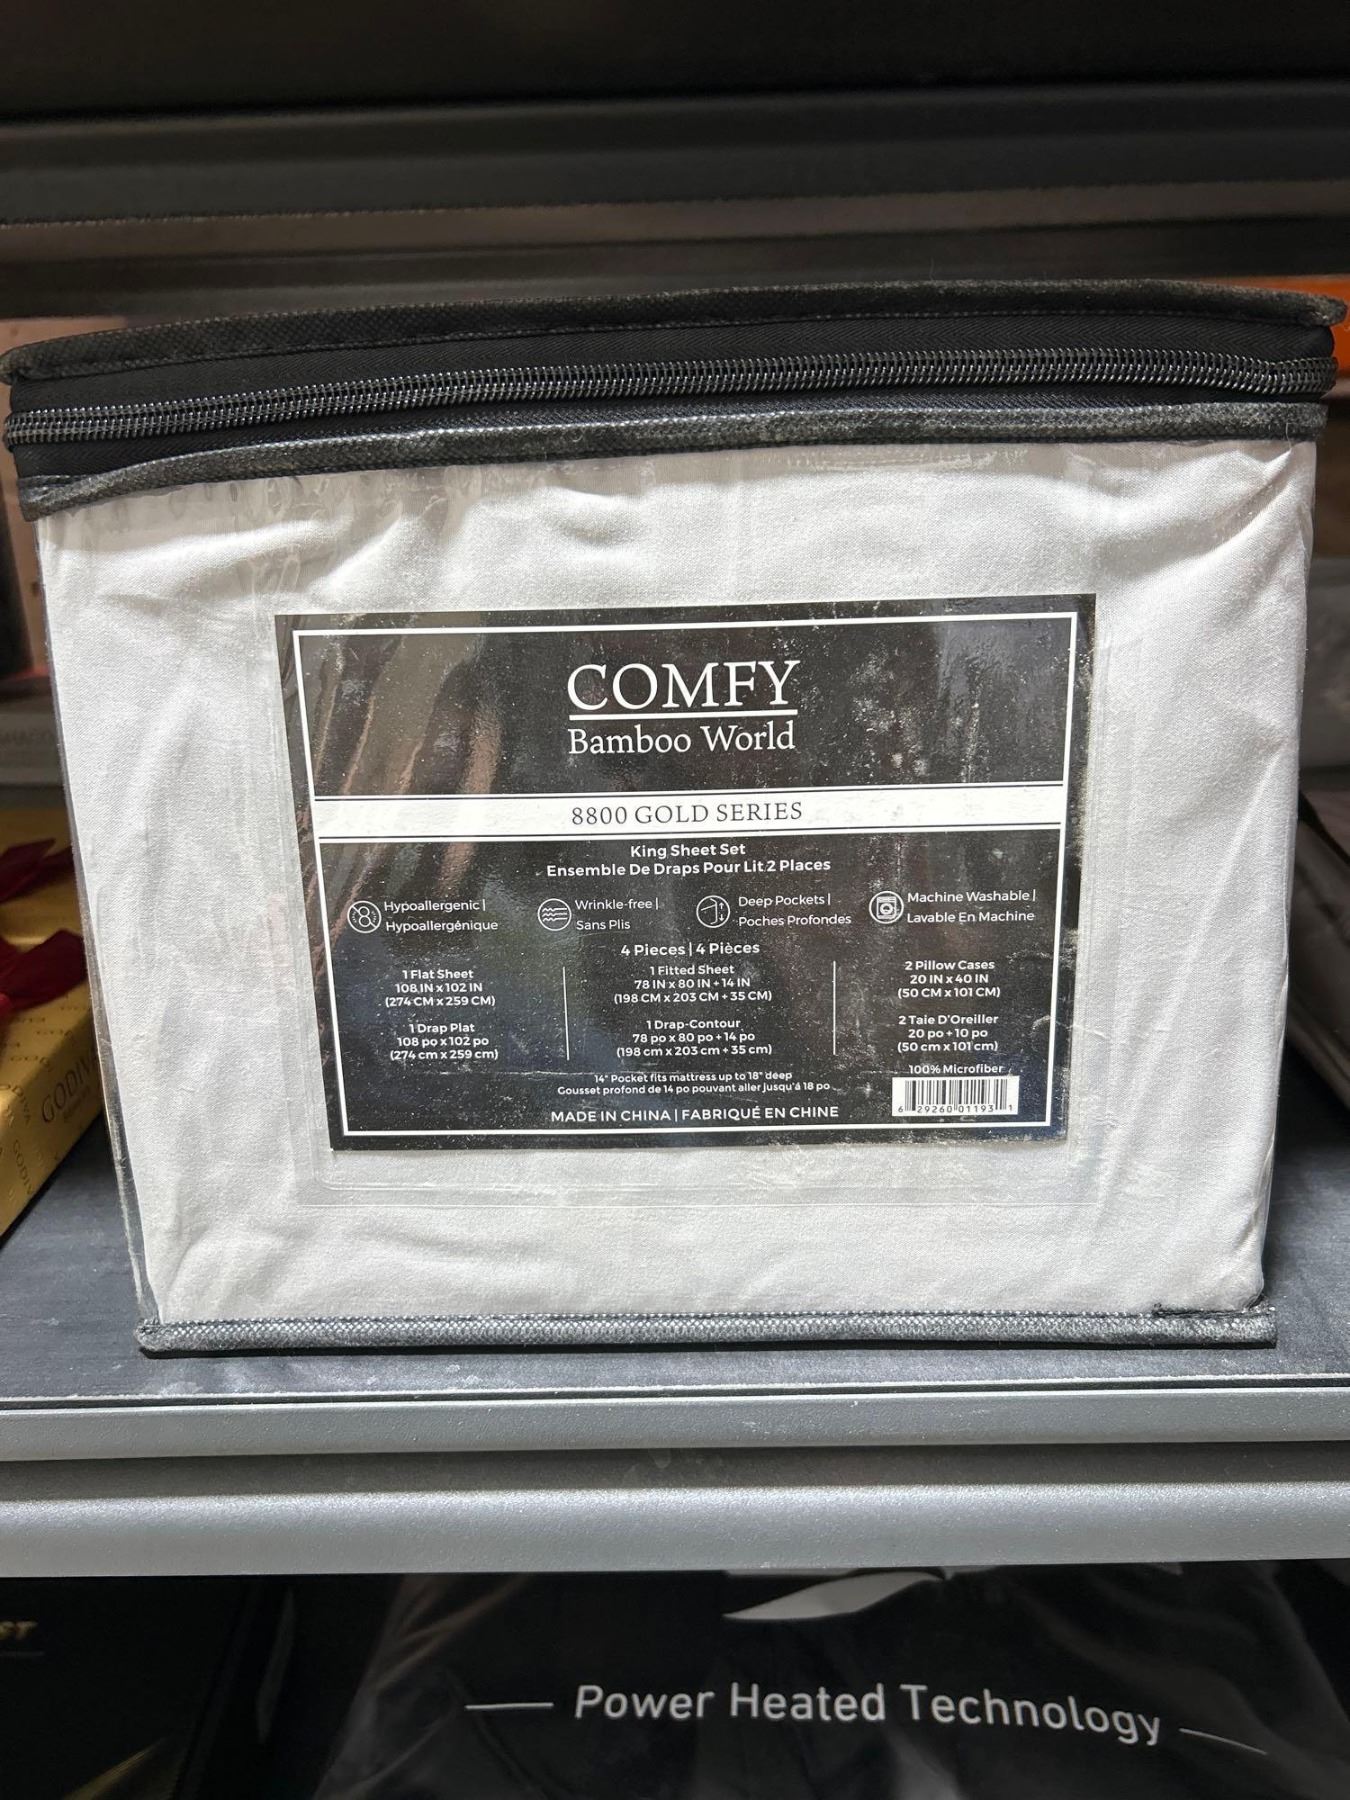 COMFY
Bamboo World
8800 GOLD SERIES
King Sheet Set
Ensemble De Draps Pour Lit 2 Places
Hypoallergenic |
Hypoallergénique
Wrinkle-free |
Sans Plis
Deep Pockets |
Poches Profondes
Machine Washable |
Lavable En Machine
4 Pieces | 4 Pièces
1 Flat Sheet
108 IN x 102 IN
(274 CM x 259 CM)
1 Drap Plat
108 po x 102 po
(274 cm x 259 cm)
1 Fitted Sheet
78 IN x 80 IN + 14 IN
(198 CM x 203 CM + 35 CM)
1 Drap-Contour
78 po x 80 po + 14 po
(198 cm x 203 cm + 35 cm)
2 Pillow Cases
20 IN x 40 IN
(50 CM x 101 CM)
2 Taie D'Oreiller
20 po + 10 po
(50 cm x 101 cm)
14" Pocket fits mattress up to 18" deep
Gousset profond de 14 po pouvant aller jusqu'á 18 po
100% Microfiber
6 29260 01193 1
MADE IN CHINA | FABRIQUÉ EN CHINE
GODIVA
Power Heated Technology